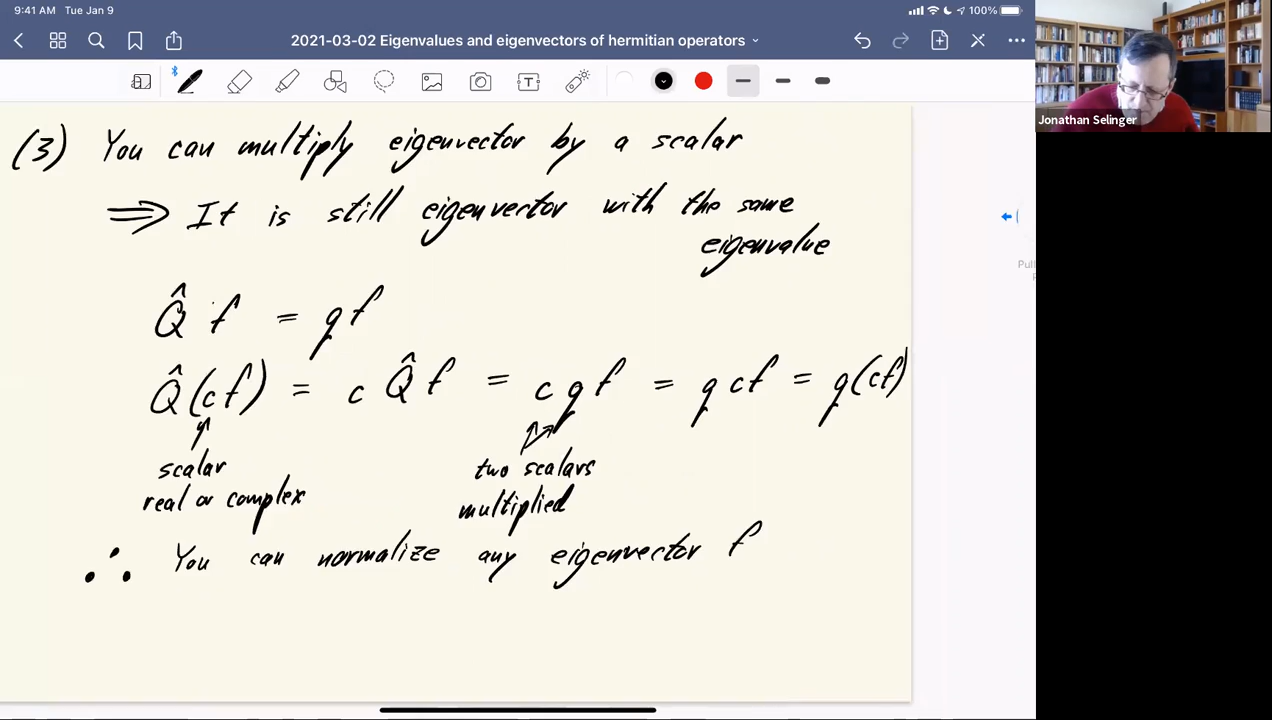 9:41 AM Tue Jan 9
100%
2021-03-02 Eigenvalues and eigenvectors of hermitian operators
Jonathan Selinger
(3) You can multiply eigenvector by a scalar
⟹ It is still eigenvector with the same
eigenvalue
Q̂ f = q f
Q̂(cf) = c Q̂ f = c q f = q c f = q(cf)
scalar
real or complex
two scalars
multiplied
∴ You can normalize any eigenvector f
Pull